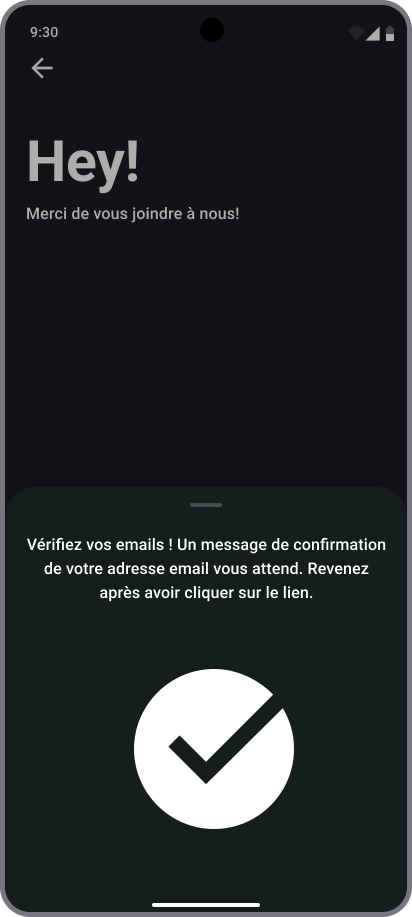 9:30
Hey!
Merci de vous joindre à nous!
Vérifiez vos emails ! Un message de confirmation
de votre adresse email vous attend. Revenez
après avoir cliquer sur le lien.